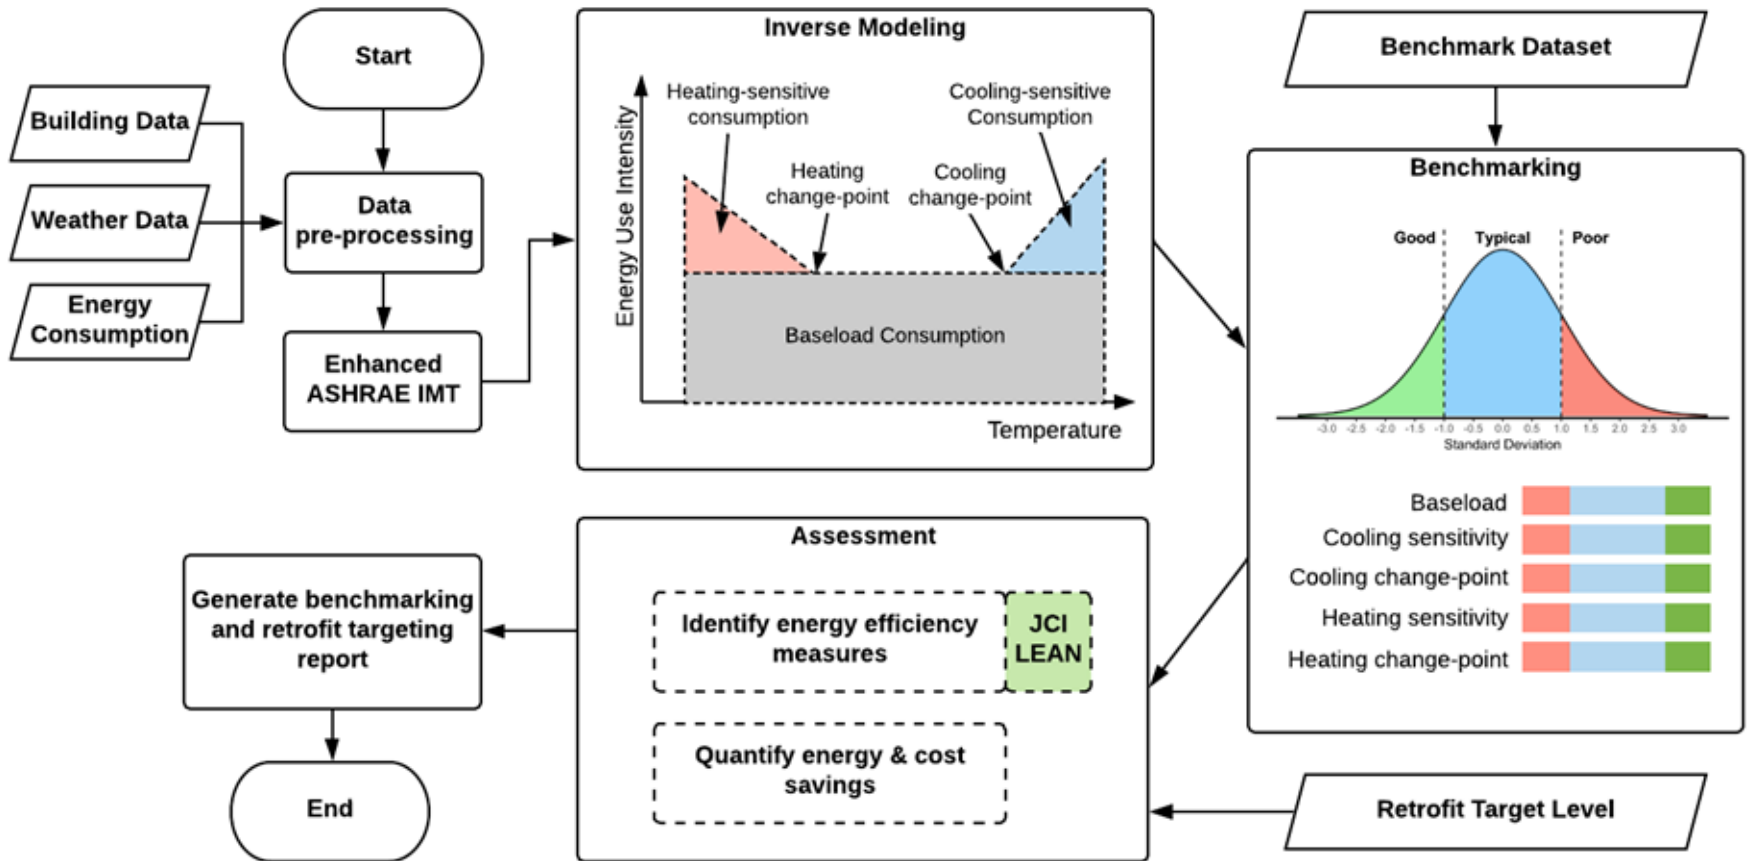 Start
Building Data
Weather Data
Energy
Consumption
Data
pre-processing
Enhanced
ASHRAE IMT
Inverse Modeling
Energy Use Intensity
Heating-sensitive
consumption
Cooling-sensitive
Consumption
Heating
change-point
Cooling
change-point
Baseload Consumption
Temperature
Benchmark Dataset
Benchmarking
Good Typical Poor
-3.0 -2.5 -2.0 -1.5 -1.0 -0.5 0.0 0.5 1.0 1.5 2.0 2.5 3.0
Standard Deviation
Baseload
Cooling sensitivity
Cooling change-point
Heating sensitivity
Heating change-point
Retrofit Target Level
Assessment
Identify energy efficiency
measures
JCI
LEAN
Quantify energy & cost
savings
Generate benchmarking
and retrofit targeting
report
End